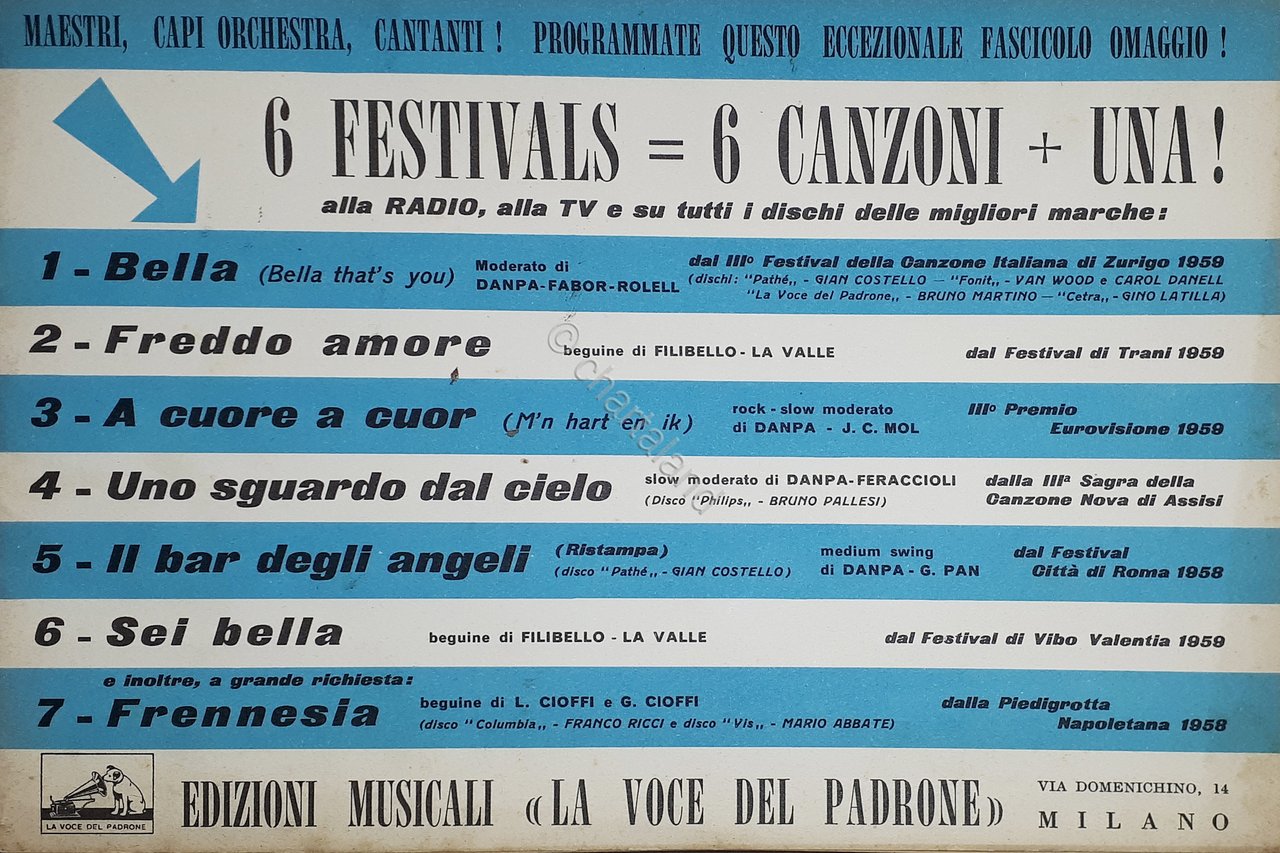 MAESTRI, CAPI ORCHESTRA, CANTANTI! PROGRAMMATE QUESTO ECCEZIONALE FASCICOLO OMAGGIO!
6 FESTIVALS = 6 CANZONI + UNA!
alla RADIO, alla TV e su tutti i dischi delle migliori marche:
1 - Bella (Bella that's you) Moderato di DANPA-FABOR-ROLELL
dal IIIº Festival della Canzone Italiana di Zurigo 1959
(dischi: "Pathé„ - GIAN COSTELLO — "Fonit„ - VAN WOOD e CAROL DANELL
"La Voce del Padrone„ - BRUNO MARTINO — "Cetra„ - GINO LATILLA)
2 - Freddo amore beguine di FILIBELLO - LA VALLE dal Festival di Trani 1959
3 - A cuore a cuor (M'n hart en ik) rock - slow moderato
di DANPA - J. C. MOL
IIIº Premio
Eurovisione 1959
4 - Uno sguardo dal cielo slow moderato di DANPA-FERACCIOLI
(Disco "Philips„ - BRUNO PALLESI)
dalla IIIª Sagra della
Canzone Nova di Assisi
5 - Il bar degli angeli (Ristampa)
(disco "Pathé„ - GIAN COSTELLO)
medium swing
di DANPA - G. PAN
dal Festival
Città di Roma 1958
6 - Sei bella beguine di FILIBELLO - LA VALLE dal Festival di Vibo Valentia 1959
e inoltre, a grande richiesta:
7 - Frennesia beguine di L. CIOFFI e G. CIOFFI
(disco "Columbia„ - FRANCO RICCI e disco "Vis„ - MARIO ABBATE)
dalla Piedigrotta
Napoletana 1958
LA VOCE DEL PADRONE
EDIZIONI MUSICALI «LA VOCE DEL PADRONE»
VIA DOMENICHINO, 14
MILANO
© chartaland